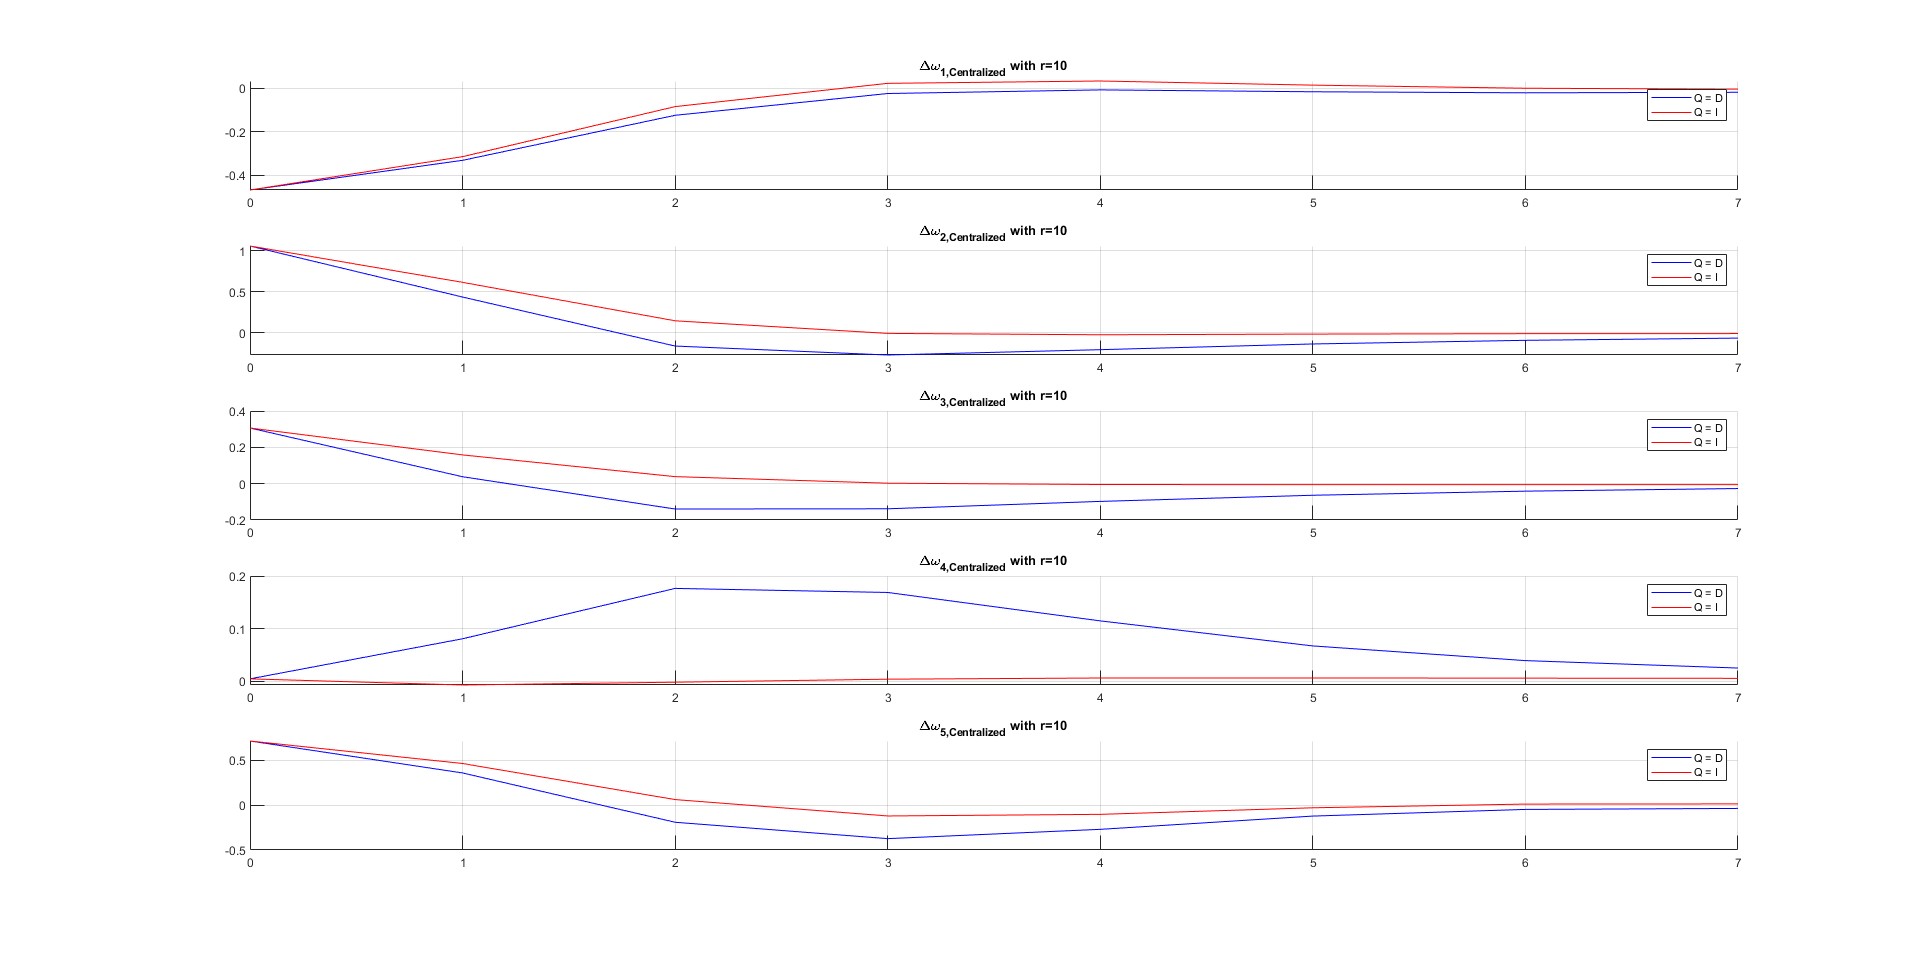 Δω1,Centralized with r=10
0
-0.2
-0.4
Q = D
Q = I
0 1 2 3 4 5 6 7
Δω2,Centralized with r=10
1
0.5
0
Q = D
Q = I
0 1 2 3 4 5 6 7
Δω3,Centralized with r=10
0.4
0.2
0
-0.2
Q = D
Q = I
0 1 2 3 4 5 6 7
Δω4,Centralized with r=10
0.2
0.1
0
Q = D
Q = I
0 1 2 3 4 5 6 7
Δω5,Centralized with r=10
0.5
0
-0.5
Q = D
Q = I
0 1 2 3 4 5 6 7